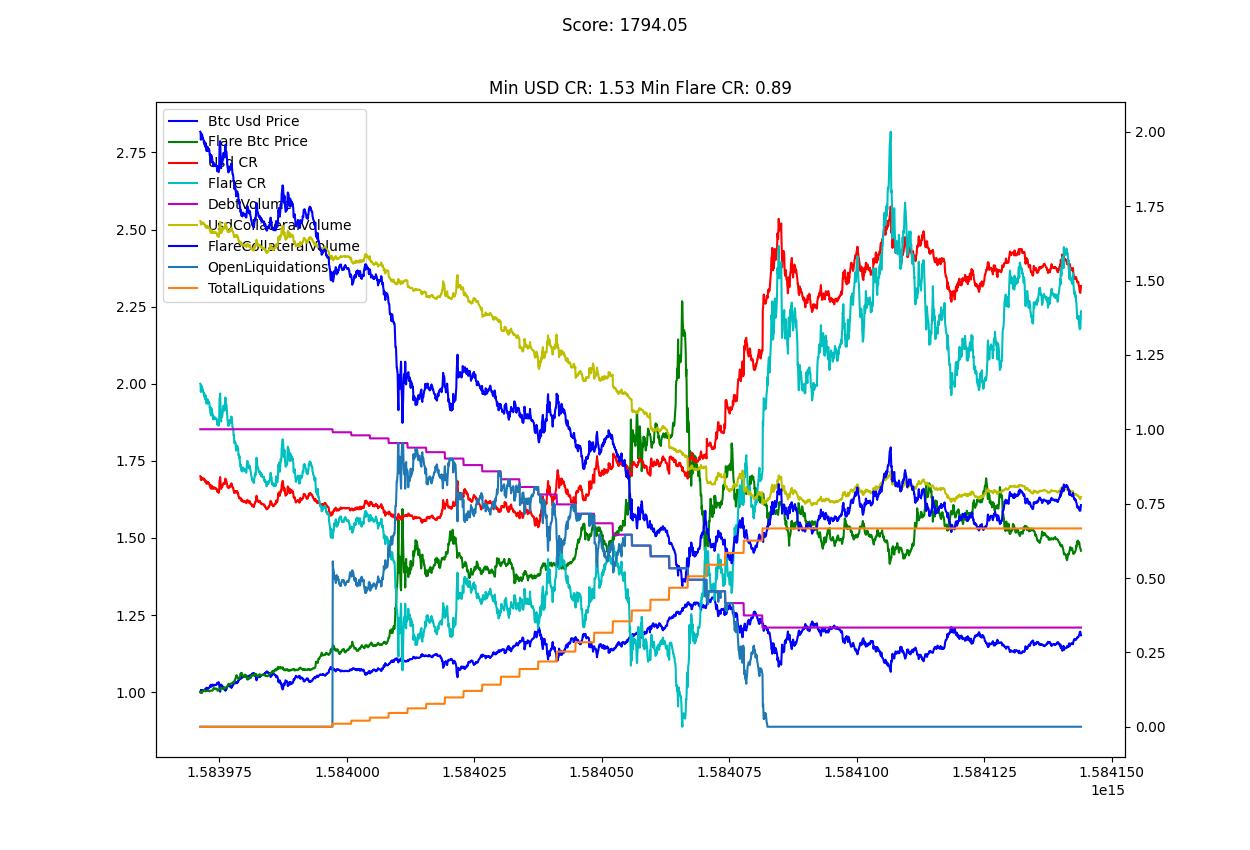 Score: 1794.05
Min USD CR: 1.53 Min Flare CR: 0.89
Btc Usd Price
Flare Btc Price
Usd CR
Flare CR
DebtVolume
UsdCollateralVolume
FlareCollateralVolume
OpenLiquidations
TotalLiquidations
2.75
2.50
2.25
2.00
1.75
1.50
1.25
1.00
2.00
1.75
1.50
1.25
1.00
0.75
0.50
0.25
0.00
1.583975 1.584000 1.584025 1.584050 1.584075 1.584100 1.584125 1.584150
1e15